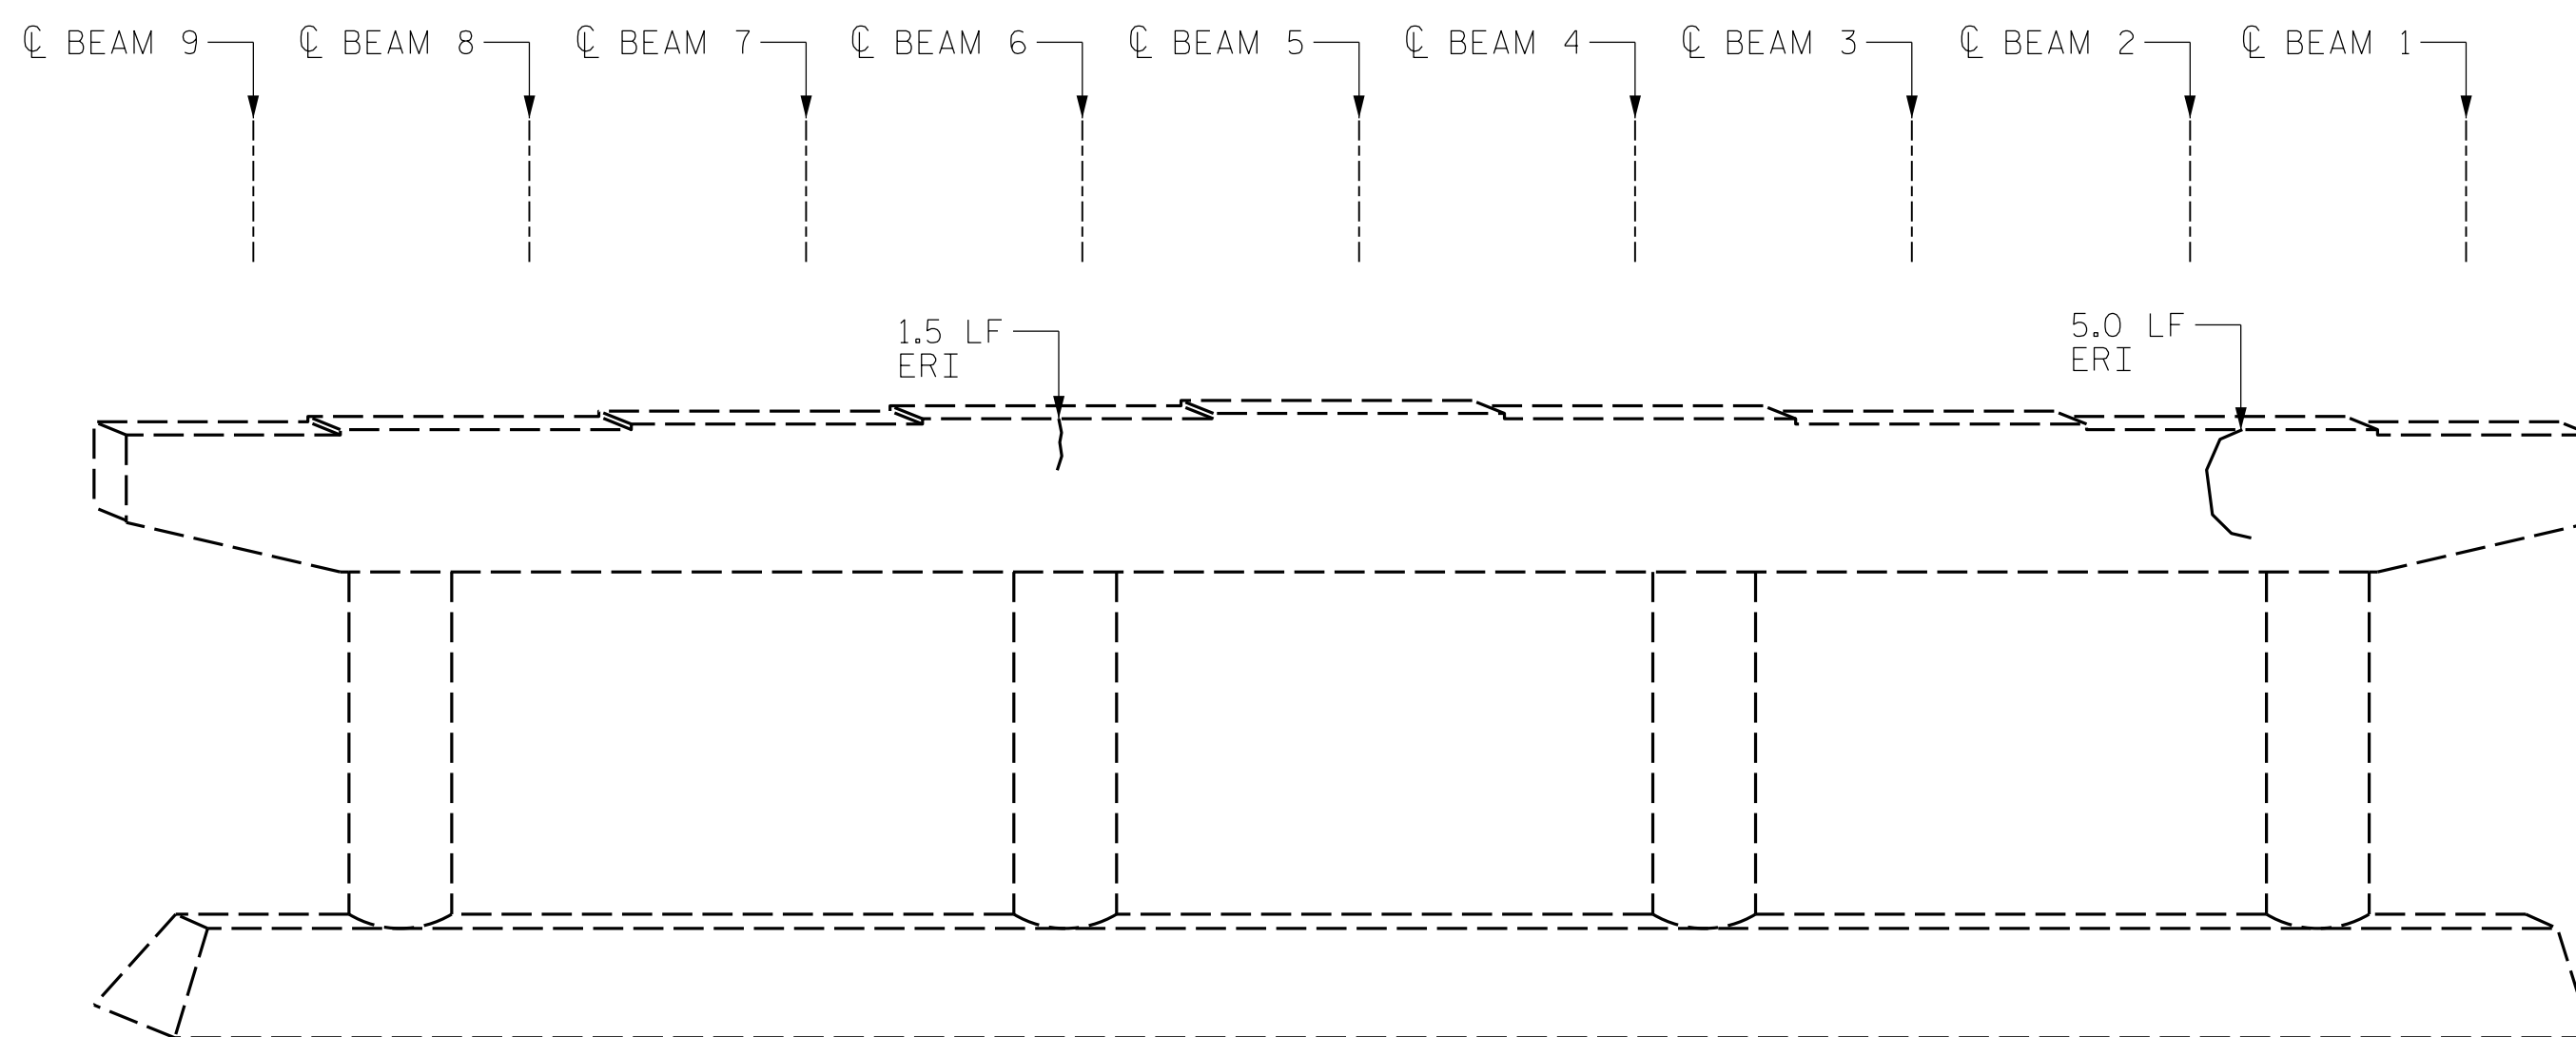 ℄ BEAM 9
℄ BEAM 8
℄ BEAM 7
℄ BEAM 6
℄ BEAM 5
℄ BEAM 4
℄ BEAM 3
℄ BEAM 2
℄ BEAM 1
1.5 LF
ERI
5.0 LF
ERI